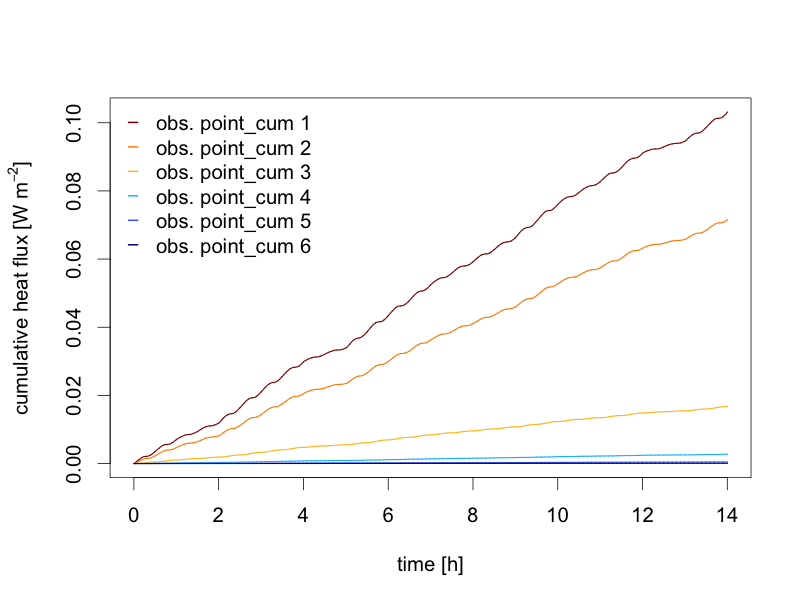 obs. point_cum 1
obs. point_cum 2
obs. point_cum 3
obs. point_cum 4
obs. point_cum 5
obs. point_cum 6
cumulative heat flux [W m⁻²]
0.10
0.08
0.06
0.04
0.02
0.00
0 2 4 6 8 10 12 14
time [h]